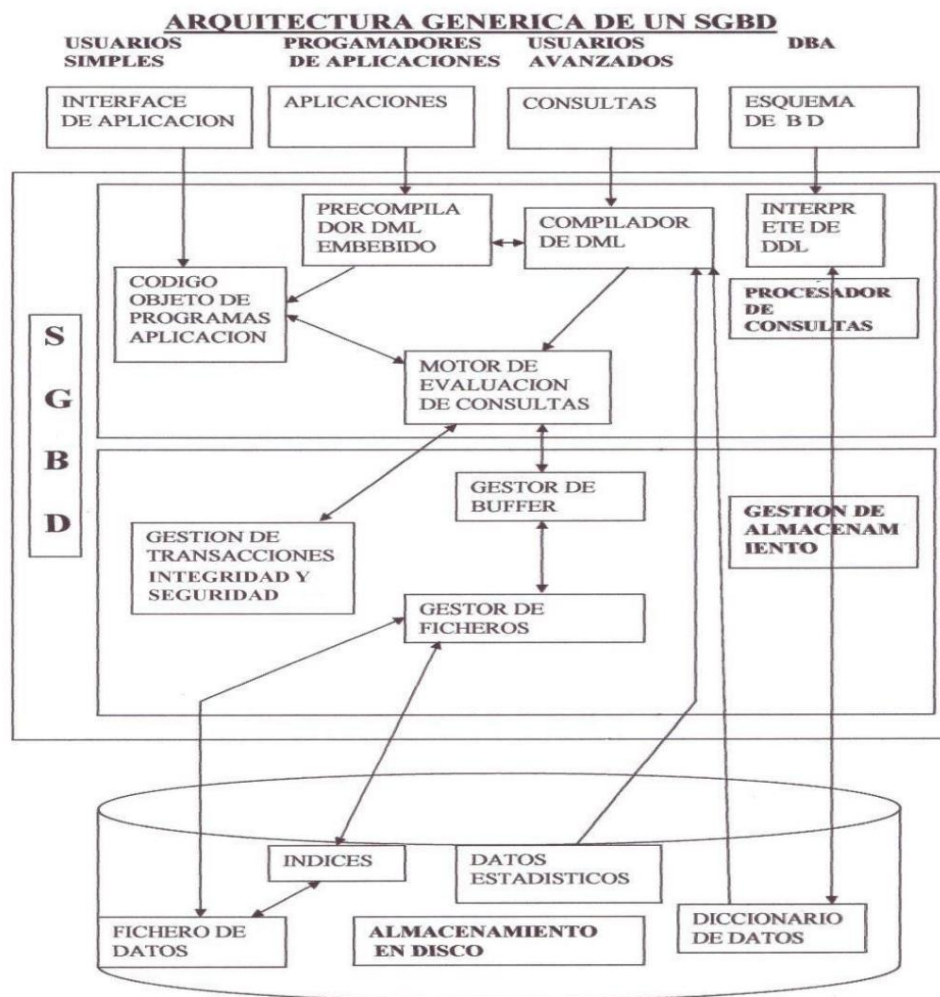 ARQUITECTURA GENERICA DE UN SGBD
USUARIOS
SIMPLES
PROGAMADORES
DE APLICACIONES
USUARIOS
AVANZADOS
DBA
INTERFACE
DE APLICACION
APLICACIONES
CONSULTAS
ESQUEMA
DE B D
PRECOMPILA
DOR DML
EMBEBIDO
COMPILADOR
DE DML
INTERPR
ETE DE
DDL
CODIGO
OBJETO DE
PROGRAMAS
APLICACION
PROCESADOR
DE
CONSULTAS
MOTOR DE
EVALUACION
DE CONSULTAS
S
G
B
D
GESTOR DE
BUFFER
GESTION DE
TRANSACCIONES
INTEGRIDAD Y
SEGURIDAD
GESTION DE
ALMACENAM
IENTO
GESTOR DE
FICHEROS
INDICES
DATOS
ESTADISTICOS
FICHERO DE
DATOS
ALMACENAMIENTO
EN DISCO
DICCIONARIO
DE DATOS